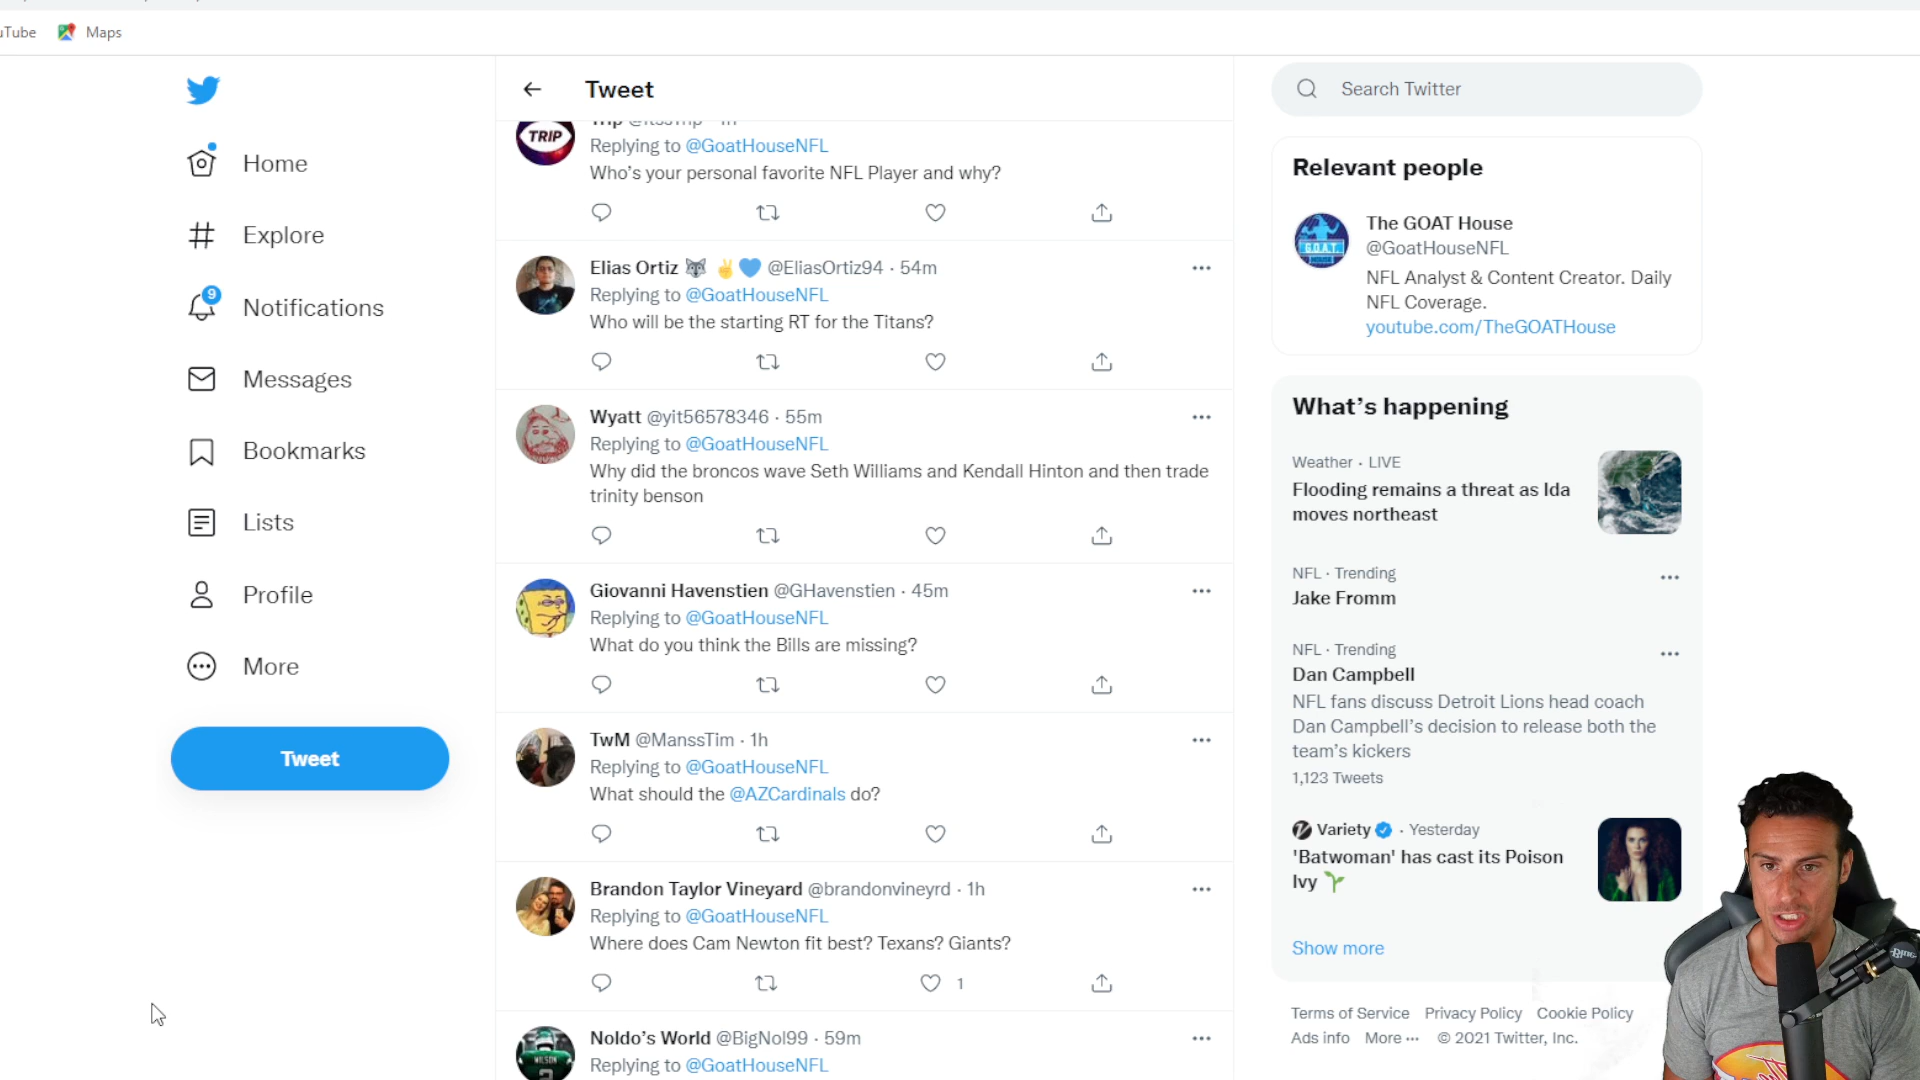 uTube Maps
Tweet
Search Twitter
Home
Explore
9
Notifications
Messages
Bookmarks
Lists
Profile
More
Tweet
TRIP
Trip @ItssTrip · 1h
Replying to @GoatHouseNFL
Who's your personal favorite NFL Player and why?
Elias Ortiz 🐺 ✌️💙 @EliasOrtiz94 · 54m
Replying to @GoatHouseNFL
Who will be the starting RT for the Titans?
Wyatt @yit56578346 · 55m
Replying to @GoatHouseNFL
Why did the broncos wave Seth Williams and Kendall Hinton and then trade
trinity benson
Giovanni Havenstien @GHavenstien · 45m
Replying to @GoatHouseNFL
What do you think the Bills are missing?
TwM @ManssTim · 1h
Replying to @GoatHouseNFL
What should the @AZCardinals do?
Brandon Taylor Vineyard @brandonvineyrd · 1h
Replying to @GoatHouseNFL
Where does Cam Newton fit best? Texans? Giants?
1
Noldo's World @BigNol99 · 59m
Replying to @GoatHouseNFL
WILSON
2
Relevant people
G.O.A.T.
HOUSE
The GOAT House
@GoatHouseNFL
NFL Analyst & Content Creator. Daily
NFL Coverage.
youtube.com/TheGOATHouse
What's happening
Weather · LIVE
Flooding remains a threat as Ida
moves northeast
NFL · Trending
Jake Fromm
NFL · Trending
Dan Campbell
NFL fans discuss Detroit Lions head coach
Dan Campbell's decision to release both the
team's kickers
1,123 Tweets
Variety · Yesterday
'Batwoman' has cast its Poison
Ivy 🌱
Show more
Terms of Service Privacy Policy Cookie Policy
Ads info More ··· © 2021 Twitter, Inc.